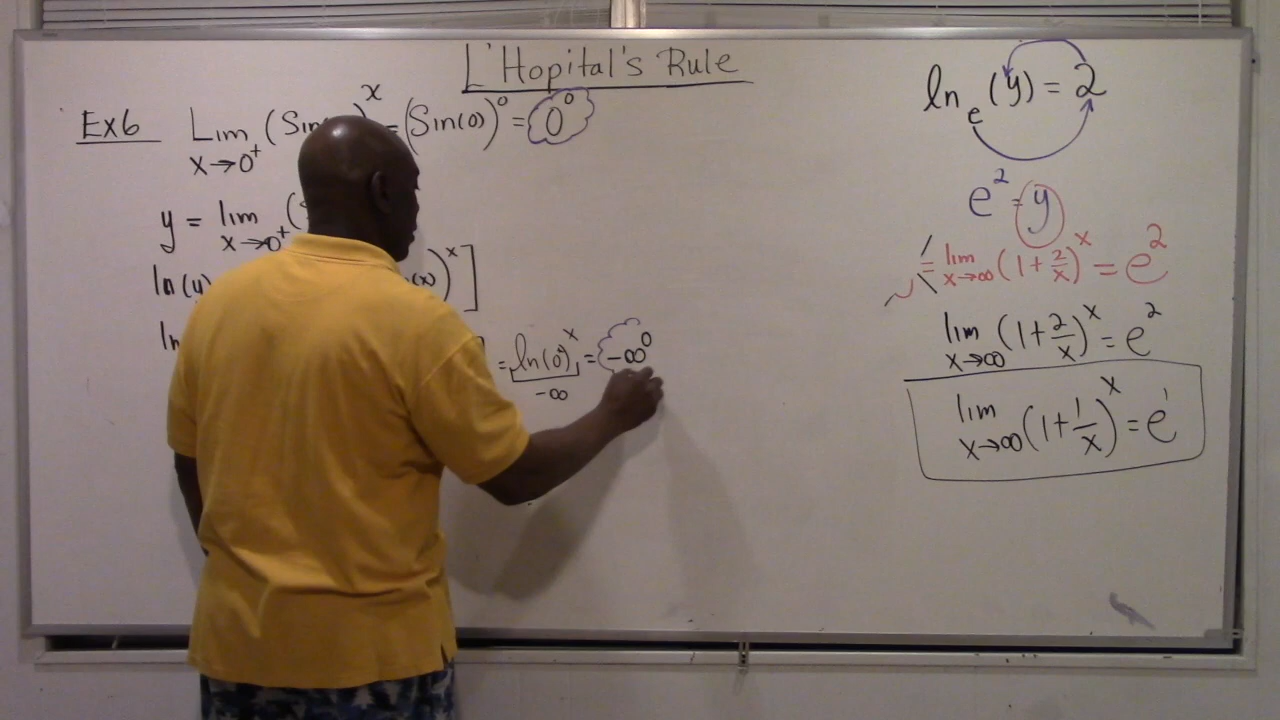 L'Hopital's Rule
Ex6 Lim (Sin )^x = (Sin(0))^0 = 0^0
x→0⁺
y = lim (
x→0⁺
ln(y) (x))^x]
ln = ln(0)^x = -∞^0
-∞
ln_e (y) = 2
e^2 = y
= lim (1+2/x)^x = e^2
x→∞
lim (1+2/x)^x = e^2
x→∞
lim (1+1/x)^x = e^1
x→∞